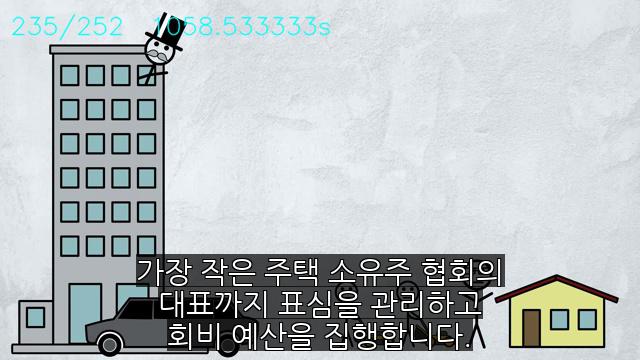 235/252 1058.533333s
가장 작은 주택 소유주 협회의
대표까지 표심을 관리하고
회비 예산을 집행합니다.